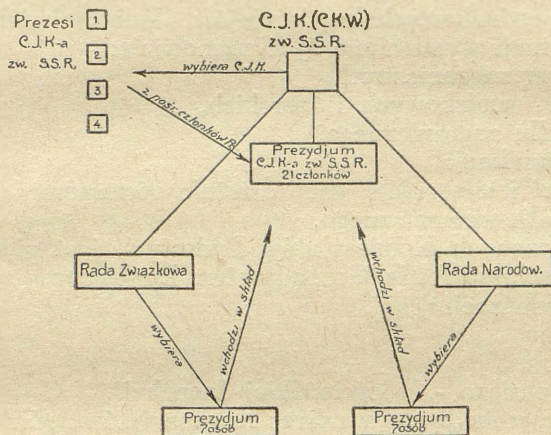 Prezesi
C.J.K-a
zw. S.S.R.
1
2
3
4
C.J.K.(CKW.)
zw. S.S.R.
wybiera C.J.K.
z pośr. członków P.
Prezydjum
C.J.K-a zw S.S.R.
21 członków
Rada Związkowa
Rada Narodow.
wybiera
wchodzi w skład
wchodzi w skład
wybiera
Prezydjum
7 osób
Prezydjum
7 osób